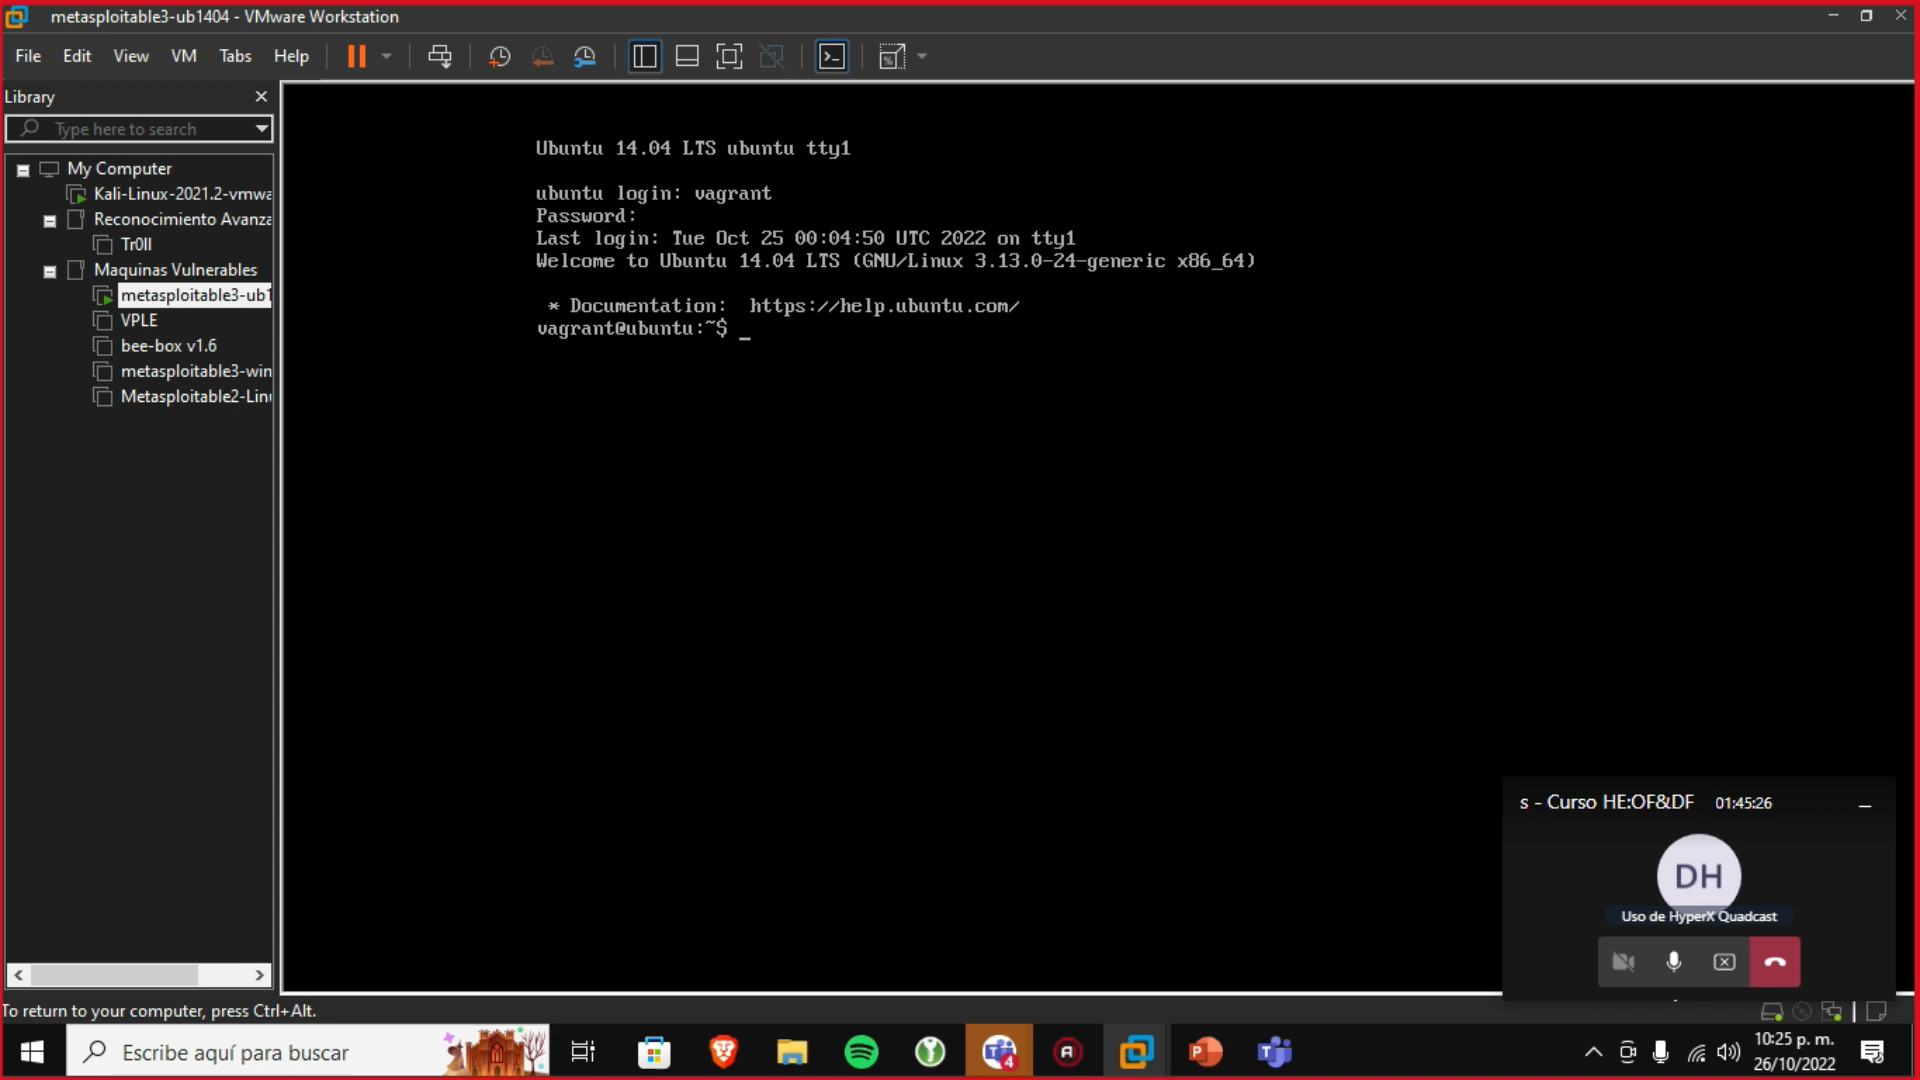 metasploitable3-ub1404 - VMware Workstation
File Edit View VM Tabs Help
Library
Type here to search
My Computer
Kali-Linux-2021.2-vmwa
Reconocimiento Avanza
Tr0ll
Maquinas Vulnerables
metasploitable3-ub1
VPLE
bee-box v1.6
metasploitable3-win
Metasploitable2-Linu
Ubuntu 14.04 LTS ubuntu tty1
ubuntu login: vagrant
Password:
Last login: Tue Oct 25 00:04:50 UTC 2022 on tty1
Welcome to Ubuntu 14.04 LTS (GNU/Linux 3.13.0-24-generic x86_64)
* Documentation: https://help.ubuntu.com/
vagrant@ubuntu:~$ _
s - Curso HE:OF&DF 01:45:26
DH
Uso de HyperX Quadcast
To return to your computer, press Ctrl+Alt.
Escribe aquí para buscar
4
10:25 p. m.
26/10/2022